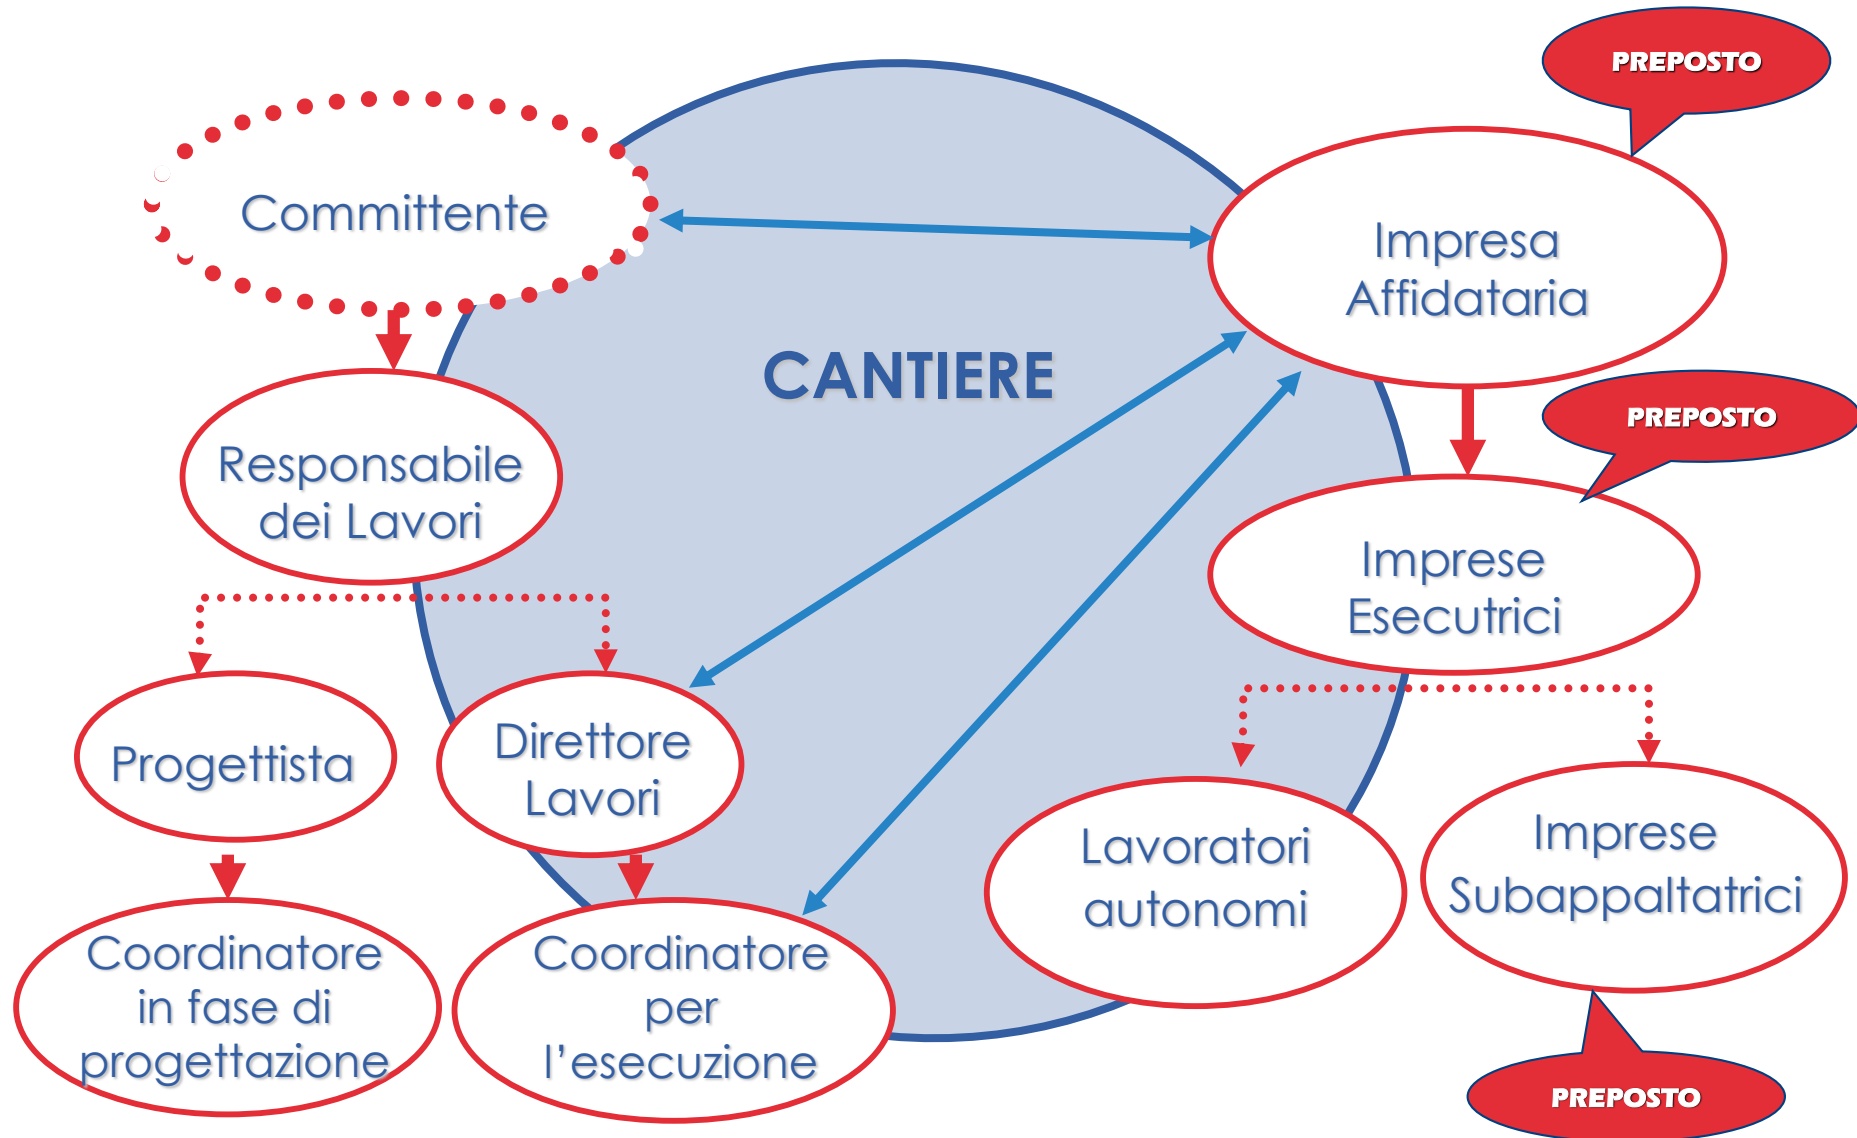 PREPOSTO
Committente
Impresa
Affidataria
CANTIERE
PREPOSTO
Responsabile
dei Lavori
Imprese
Esecutrici
Progettista
Direttore
Lavori
Lavoratori
autonomi
Imprese
Subappaltatrici
Coordinatore
in fase di
progettazione
Coordinatore
per
l’esecuzione
PREPOSTO